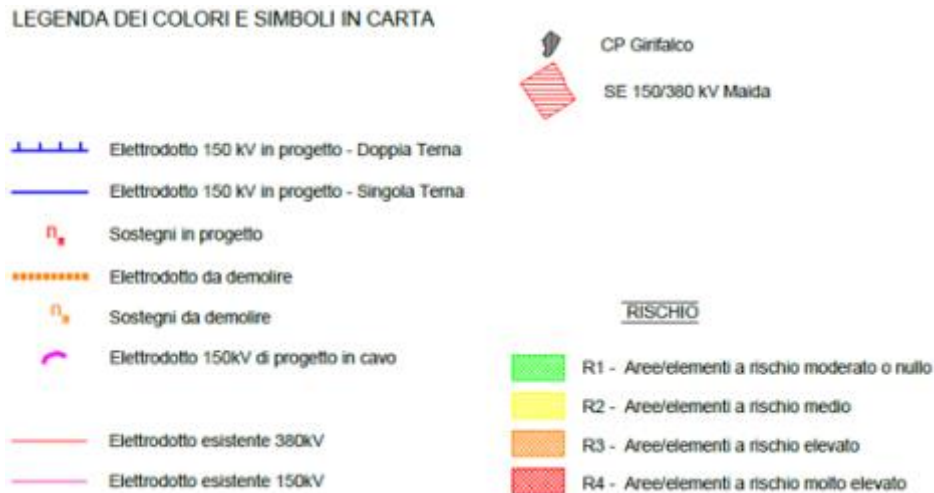 LEGENDA DEI COLORI E SIMBOLI IN CARTA
CP Girifalco
SE 150/380 kV Maida
Elettrodotto 150 kV in progetto - Doppia Terna
Elettrodotto 150 kV in progetto - Singola Terna
n Sostegni in progetto
Elettrodotto da demolire
n Sostegni da demolire
Elettrodotto 150kV di progetto in cavo
Elettrodotto esistente 380kV
Elettrodotto esistente 150kV
RISCHIO
R1 - Aree/elementi a rischio moderato o nullo
R2 - Aree/elementi a rischio medio
R3 - Aree/elementi a rischio elevato
R4 - Aree/elementi a rischio molto elevato